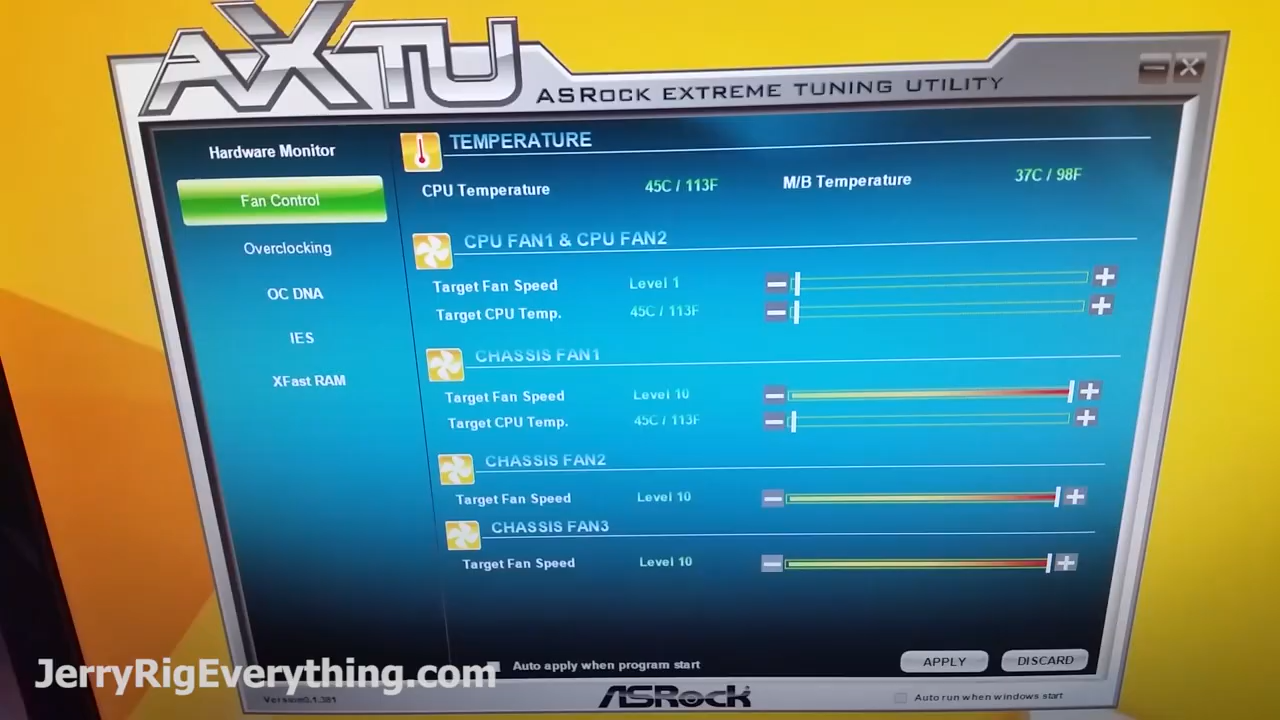 AXTU
ASROCK EXTREME TUNING UTILITY
Hardware Monitor
Fan Control
Overclocking
OC DNA
IES
XFast RAM
TEMPERATURE
CPU Temperature 45C / 113F M/B Temperature 37C / 98F
CPU FAN1 & CPU FAN2
Target Fan Speed Level 1
Target CPU Temp. 45C / 113F
CHASSIS FAN1
Target Fan Speed Level 10
Target CPU Temp. 45C / 113F
CHASSIS FAN2
Target Fan Speed Level 10
CHASSIS FAN3
Target Fan Speed Level 10
Auto apply when program start
APPLY DISCARD
ASRock
Auto run when windows start
JerryRigEverything.com